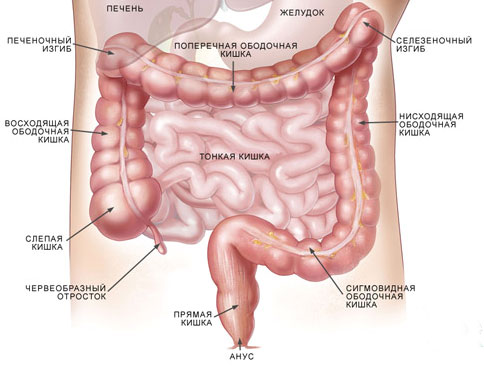 ПЕЧЕНЬ
ЖЕЛУДОК
ПЕЧЕНОЧНЫЙ
ИЗГИБ
ПОПЕРЕЧНАЯ ОБОДОЧНАЯ
КИШКА
СЕЛЕЗЕНОЧНЫЙ
ИЗГИБ
ВОСХОДЯЩАЯ
ОБОДОЧНАЯ
КИШКА
НИСХОДЯЩАЯ
ОБОДОЧНАЯ
КИШКА
ТОНКАЯ КИШКА
СЛЕПАЯ
КИШКА
ЧЕРВЕОБРАЗНЫЙ
ОТРОСТОК
СИГМОВИДНАЯ
ОБОДОЧНАЯ
КИШКА
ПРЯМАЯ
КИШКА
АНУС